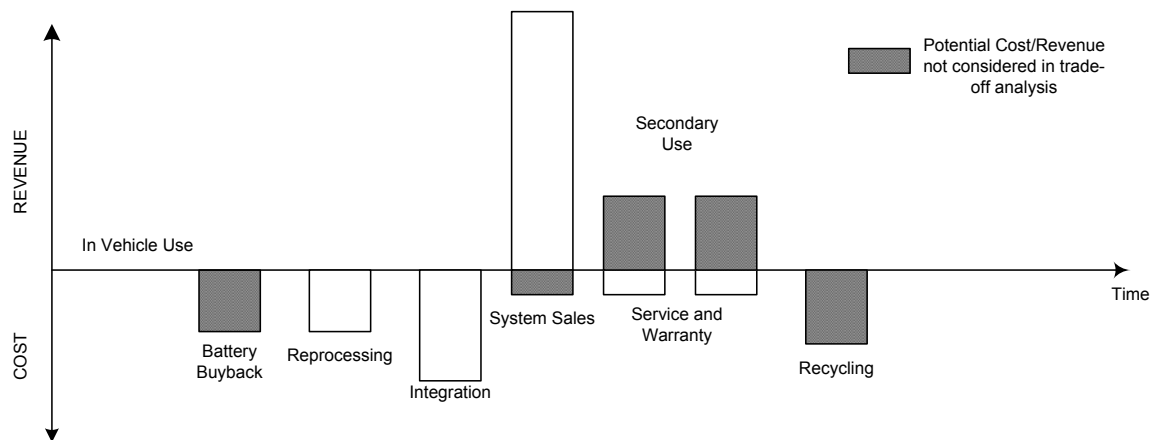 Potential Cost/Revenue
not considered in trade-
off analysis
REVENUE
Secondary
Use
In Vehicle Use
Time
COST
Battery
Buyback
Reprocessing
Integration
System Sales
Service and
Warranty
Recycling